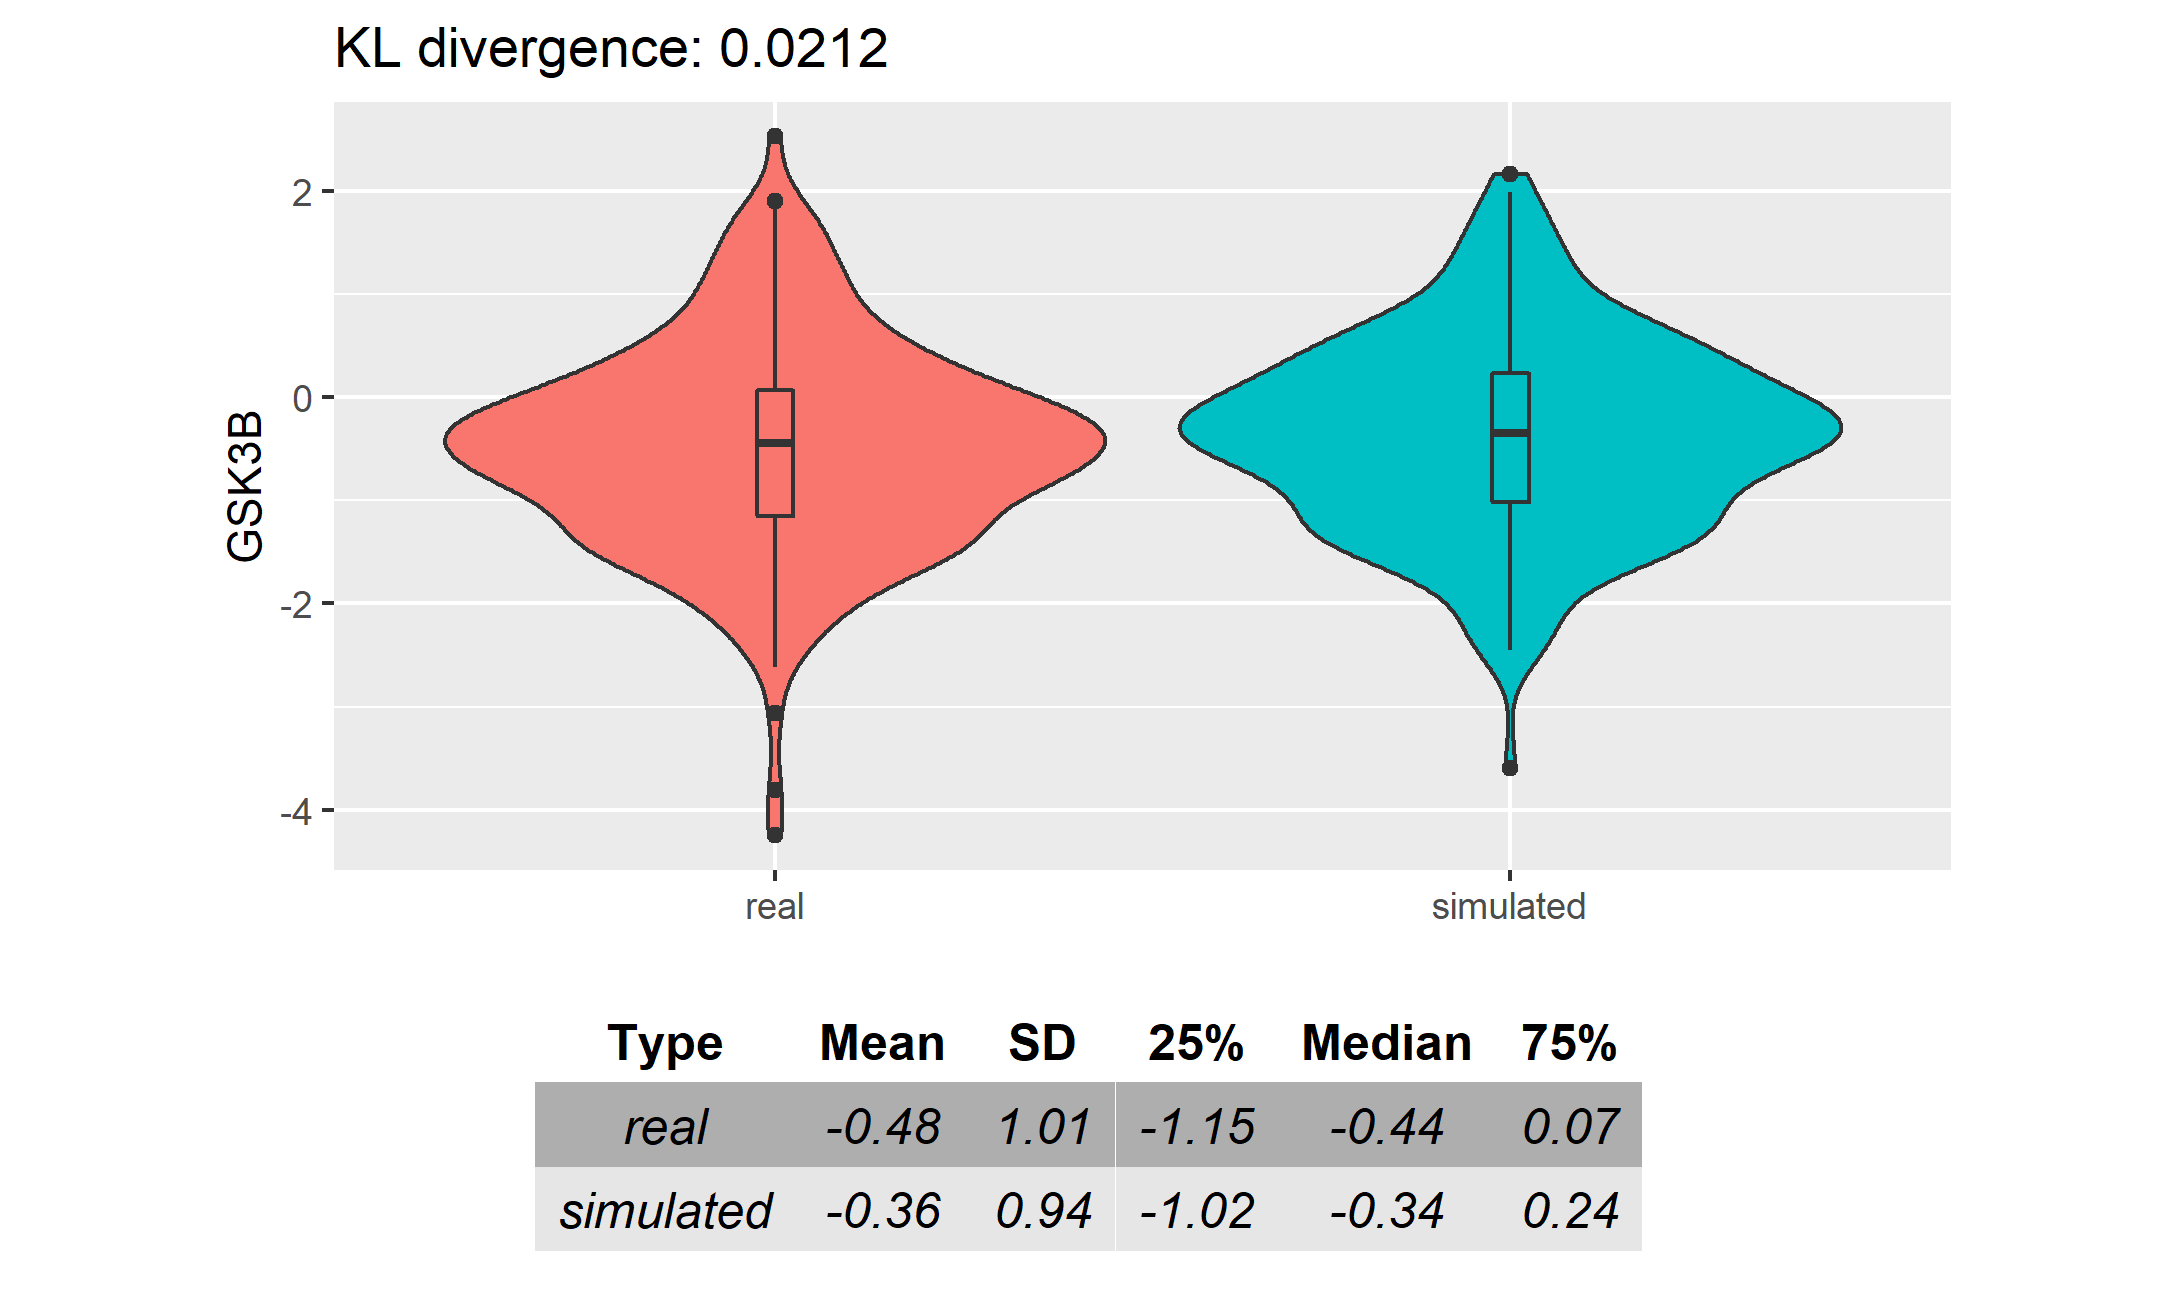 KL divergence: 0.0212
GSK3B
2
0
-2
-4
real simulated
Type Mean SD 25% Median 75%
real -0.48 1.01 -1.15 -0.44 0.07
simulated -0.36 0.94 -1.02 -0.34 0.24